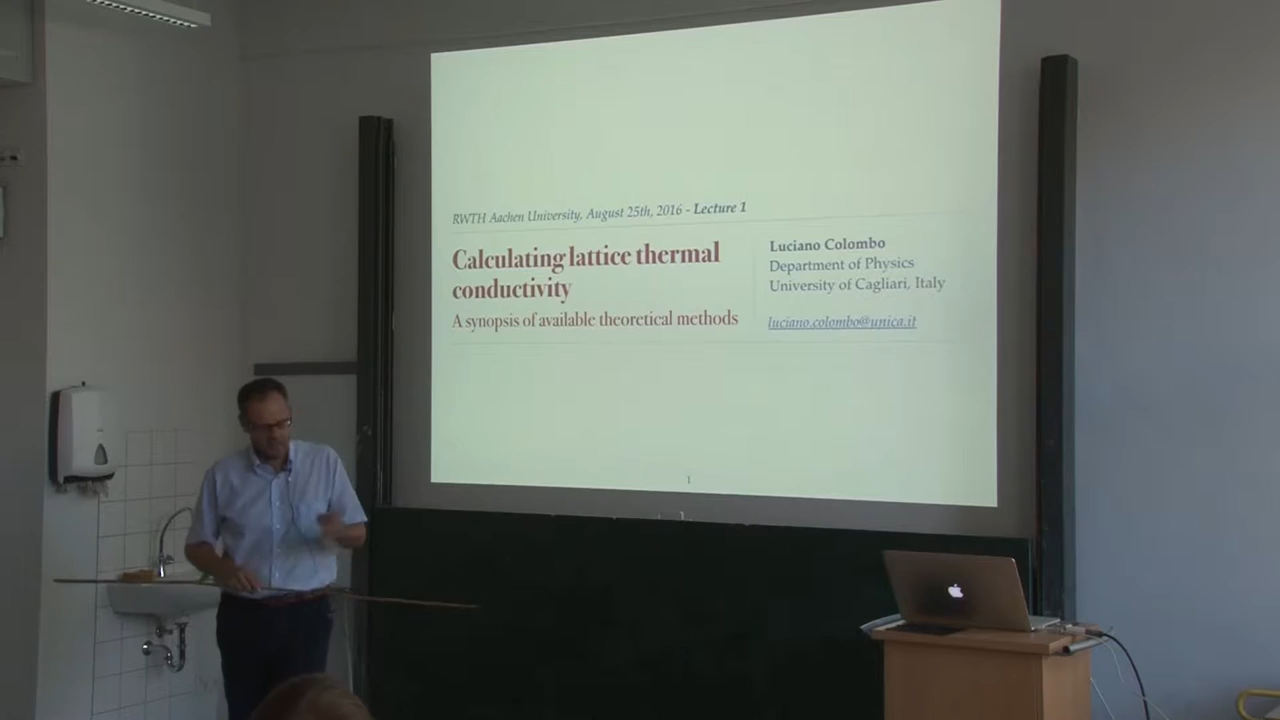 RWTH Aachen University, August 25th, 2016 - Lecture 1
Calculating lattice thermal
conductivity
A synopsis of available theoretical methods
Luciano Colombo
Department of Physics
University of Cagliari, Italy
luciano.colombo@unica.it
1